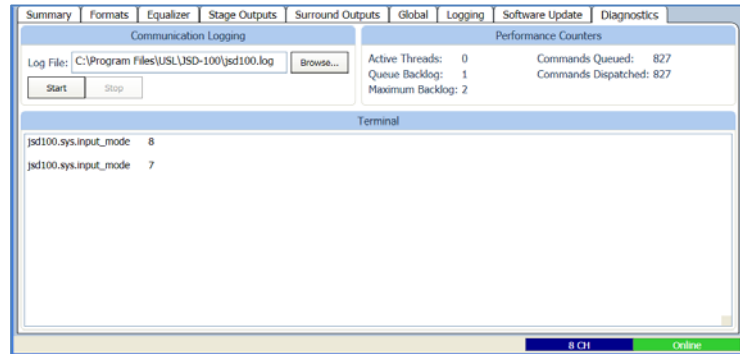 Summary Formats Equalizer Stage Outputs Surround Outputs Global Logging Software Update Diagnostics
Communication Logging
Log File: C:\Program Files\USL\JSD-100\jsd100.log Browse...
Start Stop
Performance Counters
Active Threads: 0 Commands Queued: 827
Queue Backlog: 1 Commands Dispatched: 827
Maximum Backlog: 2
Terminal
jsd100.sys.input_mode 8
jsd100.sys.input_mode 7
8 CH Online